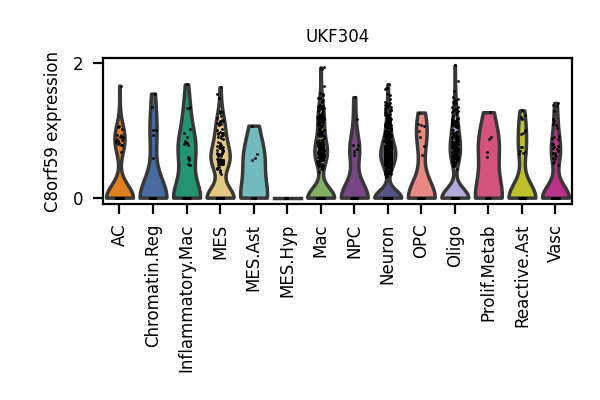 UKF304
C8orf59 expression
2
0
AC
Chromatin.Reg
Inflammatory.Mac
MES
MES.Ast
MES.Hyp
Mac
NPC
Neuron
OPC
Oligo
Prolif.Metab
Reactive.Ast
Vasc